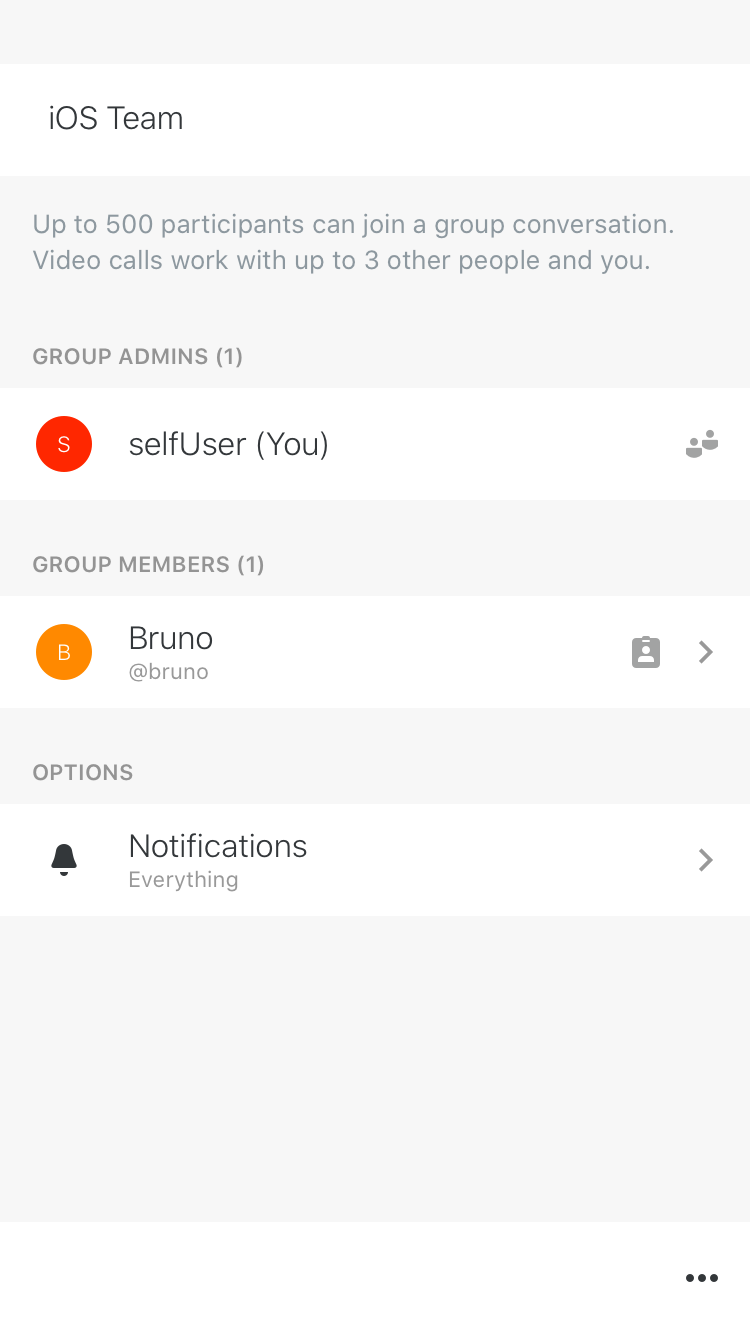 iOS Team
Up to 500 participants can join a group conversation.
Video calls work with up to 3 other people and you.
GROUP ADMINS (1)
S
selfUser (You)
GROUP MEMBERS (1)
B
Bruno
@bruno
OPTIONS
Notifications
Everything